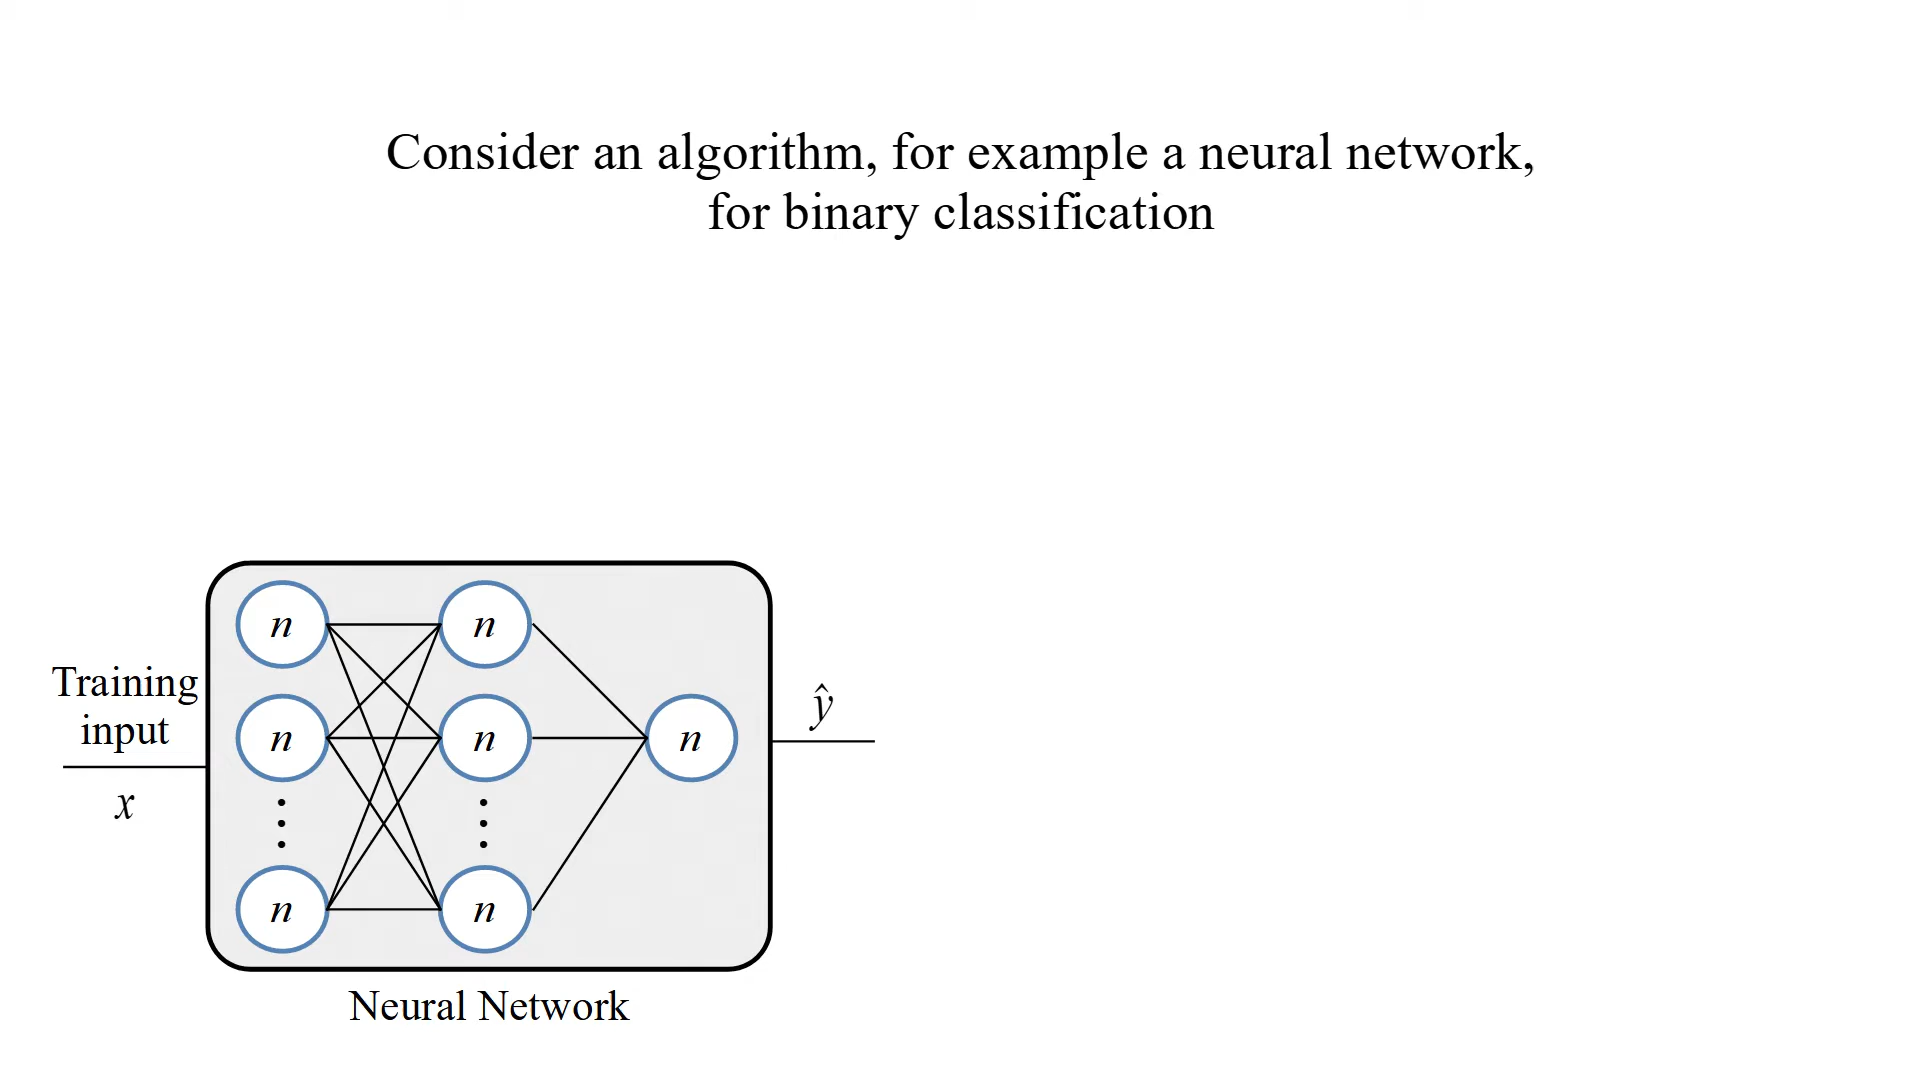 Consider an algorithm, for example a neural network,
for binary classification
n
n
Training
input
x
n
n
n
ŷ
n
n
Neural Network